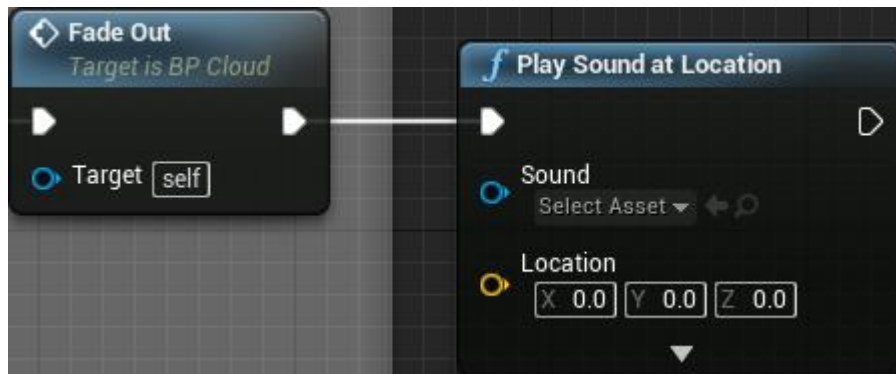 Fade Out
Target is BP Cloud
Target self
f Play Sound at Location
Sound
Select Asset
Location
X 0.0 Y 0.0 Z 0.0